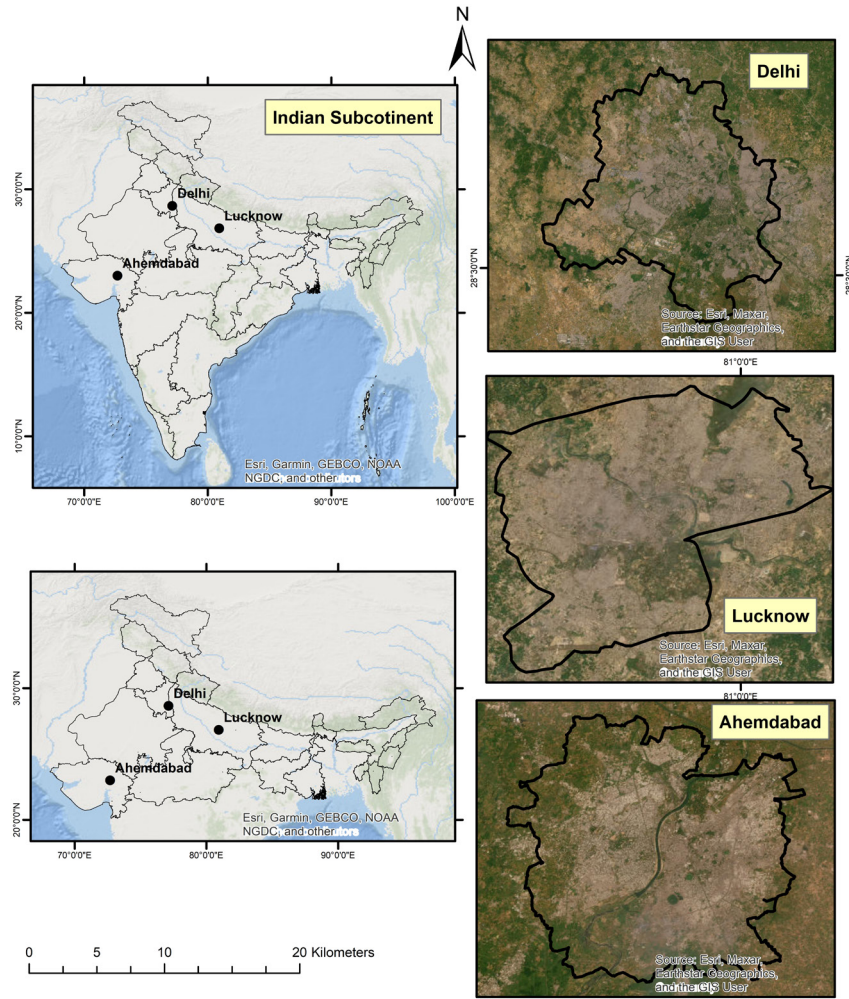 N
Indian Subcotinent
Delhi
Lucknow
Ahemdabad
30°0'0"N
20°0'0"N
10°0'0"N
Esri, Garmin, GEBCO, NOAA
NGDC, and other
70°0'0"E 80°0'0"E 90°0'0"E 100°0'0"E
Delhi
28°30'0"N
Source: Esri, Maxar,
Earthstar Geographics,
and the GIS User
81°0'0"E
Lucknow
Source: Esri, Maxar,
Earthstar Geographics,
and the GIS User
81°0'0"E
Delhi
Lucknow
Ahemdabad
30°0'0"N
20°0'0"N
Esri, Garmin, GEBCO, NOAA
NGDC, and other
70°0'0"E 80°0'0"E 90°0'0"E
Ahemdabad
Source: Esri, Maxar,
Earthstar Geographics,
and the GIS User
0 5 10 20 Kilometers